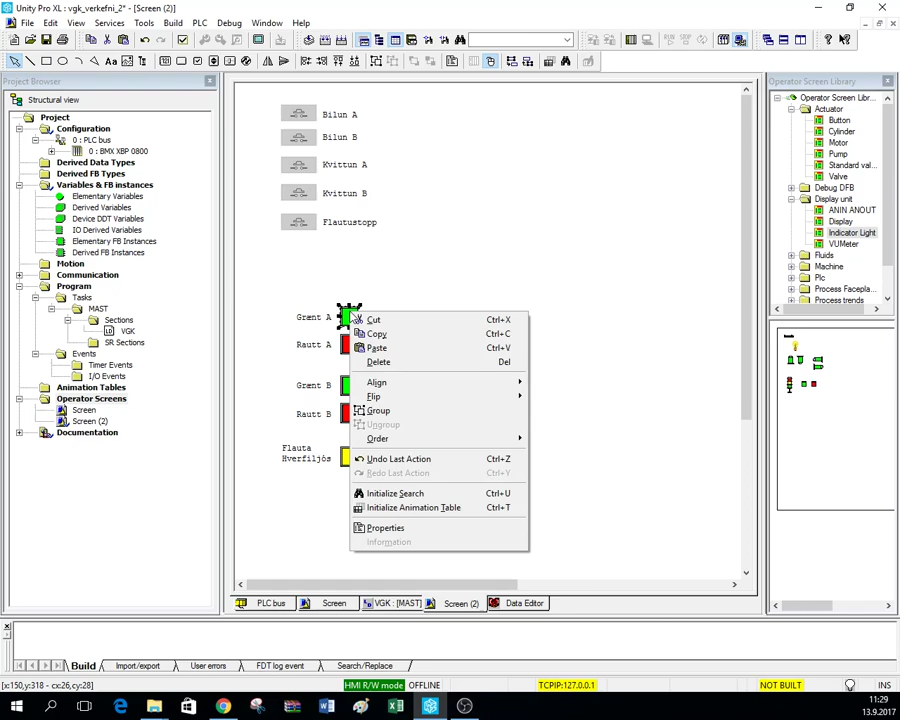 Unity Pro XL : vgk_verkefni_2* - [Screen (2)]
File Edit View Services Tools Build PLC Debug Window Help
Project Browser
Structural view
Project
Configuration
0 : PLC bus
0 : BMX XBP 0800
Derived Data Types
Derived FB Types
Variables & FB instances
Elementary Variables
Derived Variables
Device DDT Variables
IO Derived Variables
Elementary FB Instances
Derived FB Instances
Motion
Communication
Program
Tasks
MAST
Sections
LD VGK
SR Sections
Events
Timer Events
I/O Events
Animation Tables
Operator Screens
Screen
Screen (2)
Documentation
Bilun A
Bilun B
Kvittun A
Kvittun B
Flautustopp
Grænt A
Rautt A
Grænt B
Rautt B
Flauta
Hverfiljós
Cut Ctrl+X
Copy Ctrl+C
Paste Ctrl+V
Delete Del
Align
Flip
Group
Ungroup
Order
Undo Last Action Ctrl+Z
Redo Last Action Ctrl+Y
Initialize Search Ctrl+U
Initialize Animation Table Ctrl+T
Properties
Information
Operator Screen Library
Operator Screen Libr...
Actuator
Button
Cylinder
Motor
Pump
Standard val...
Valve
Debug DFB
Display unit
ANIN ANOUT
Display
Indicator Light
VUMeter
Fluids
Machine
Plc
Process Facepla...
Process trends
PLC bus Screen VGK : [MAST] Screen (2) Data Editor
Build Import/export User errors FDT log event Search/Replace
[x:150,y:318 - cx:26,cy:28] HMI R/W mode OFFLINE TCPIP:127.0.0.1 NOT BUILT INS
11:29
13.9.2017